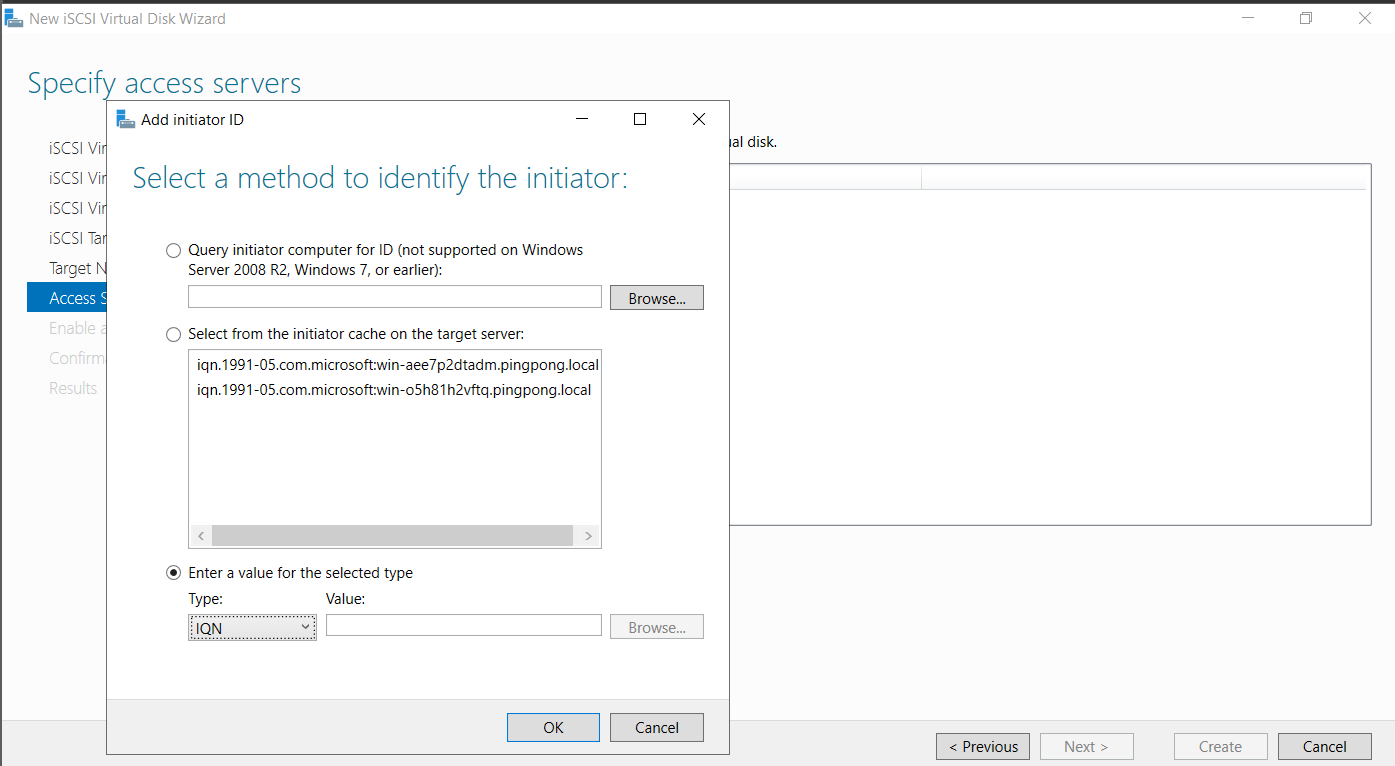 New iSCSI Virtual Disk Wizard
Specify access servers
Add initiator ID
iSCSI Vir
iSCSI Vir
iSCSI Vir
iSCSI Tar
Target N
Access S
Enable a
Confirma
Results
ual disk.
Select a method to identify the initiator:
Query initiator computer for ID (not supported on Windows
Server 2008 R2, Windows 7, or earlier):
Browse...
Select from the initiator cache on the target server:
iqn.1991-05.com.microsoft:win-aee7p2dtadm.pingpong.local
iqn.1991-05.com.microsoft:win-o5h81h2vftq.pingpong.local
Enter a value for the selected type
Type: Value:
IQN Browse...
OK Cancel
< Previous Next > Create Cancel